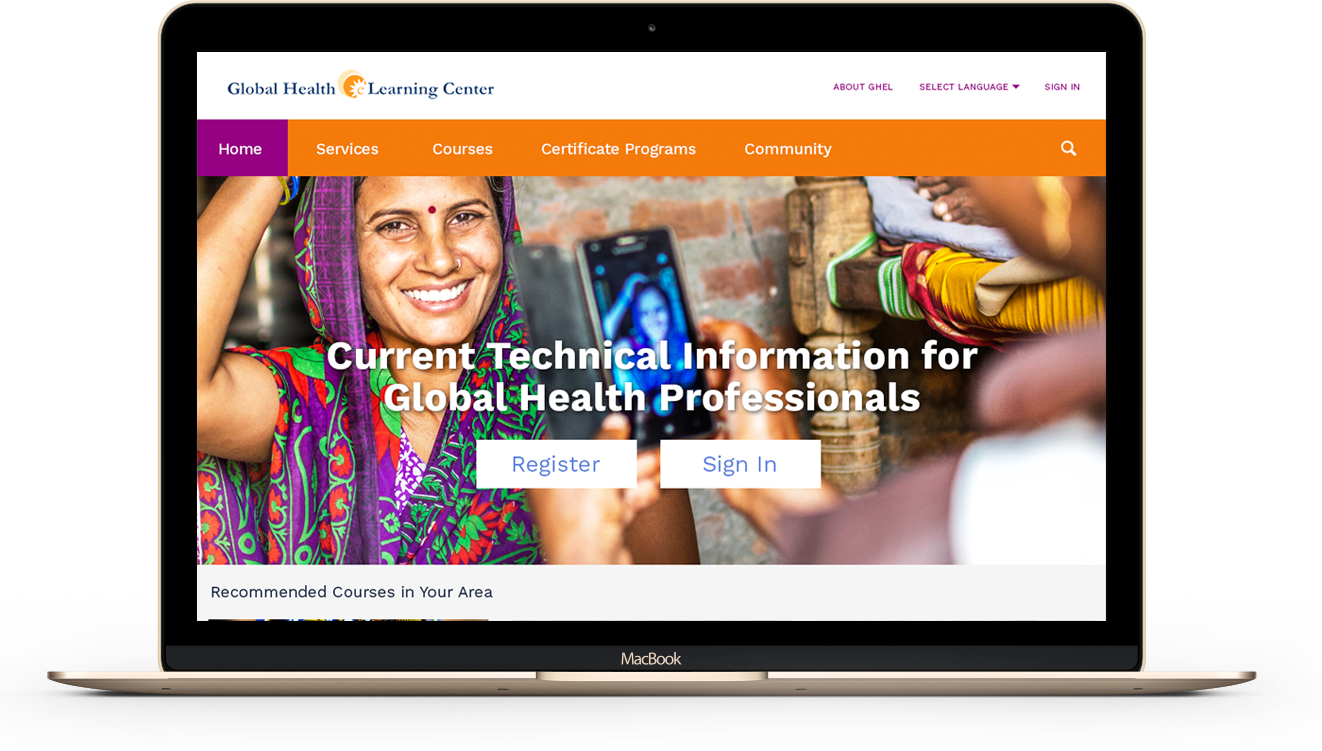 Global Health eLearning Center
ABOUT GHEL
SELECT LANGUAGE
SIGN IN
Home
Services
Courses
Certificate Programs
Community
Current Technical Information for
Global Health Professionals
Register
Sign In
Recommended Courses in Your Area
MacBook